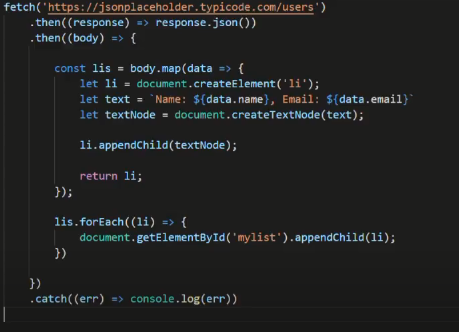 fetch('https://jsonplaceholder.typicode.com/users')
    .then((response) => response.json())
    .then((body) => {

        const lis = body.map(data => {
            let li = document.createElement('li');
            let text = `Name: ${data.name}, Email: ${data.email}`
            let textNode = document.createTextNode(text);

            li.appendChild(textNode);

            return li;
        });

        lis.forEach((li) => {
            document.getElementById('mylist').appendChild(li);
        })

    })
    .catch((err) => console.log(err))